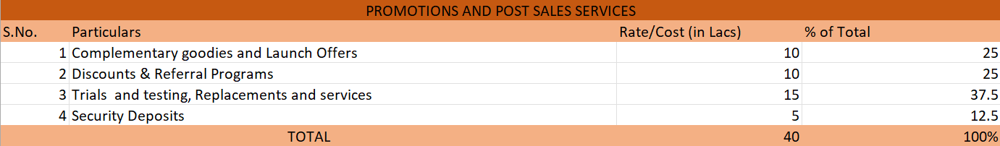 PROMOTIONS AND POST SALES SERVICES
S.No. Particulars Rate/Cost (in Lacs) % of Total
1 Complementary goodies and Launch Offers 10 25
2 Discounts & Referral Programs 10 25
3 Trials  and testing, Replacements and services 15 37.5
4 Security Deposits 5 12.5
TOTAL 40 100%